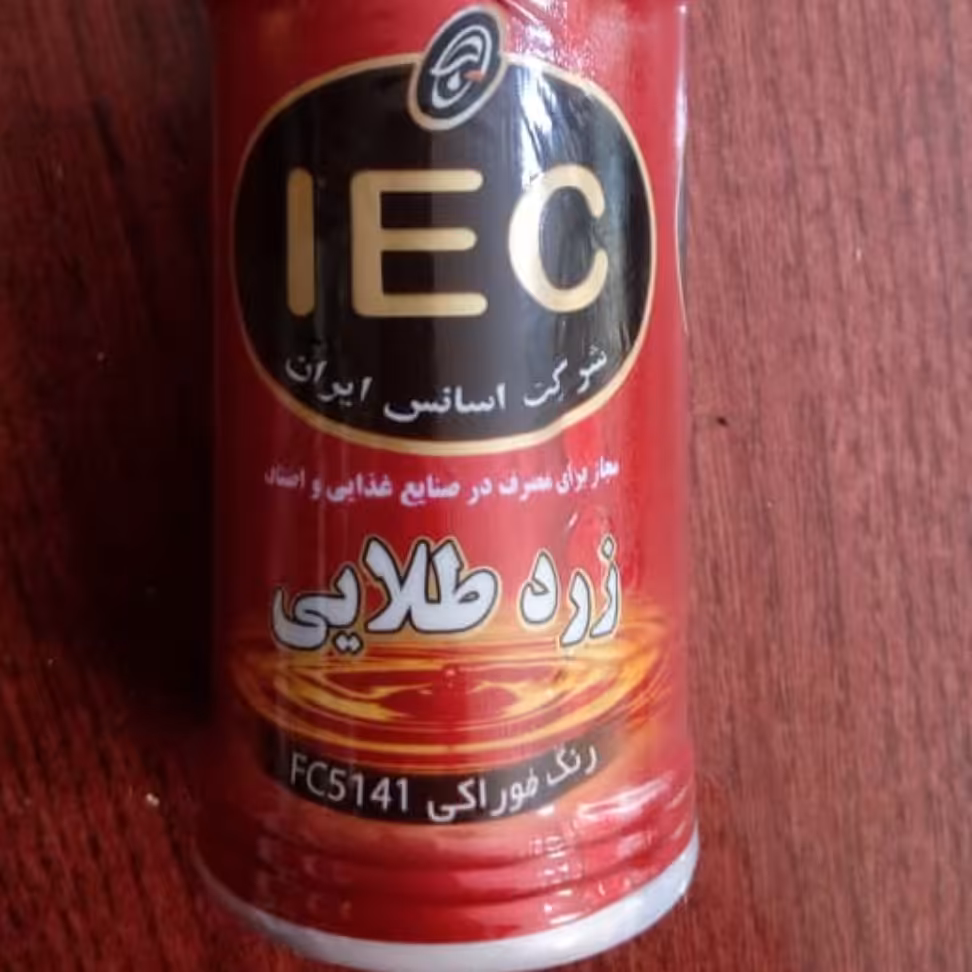 IEC
شرکت اسانس ایران
مجاز برای مصرف در صنایع غذایی و
زرد طلایی
رنگ خوراکی FC5141